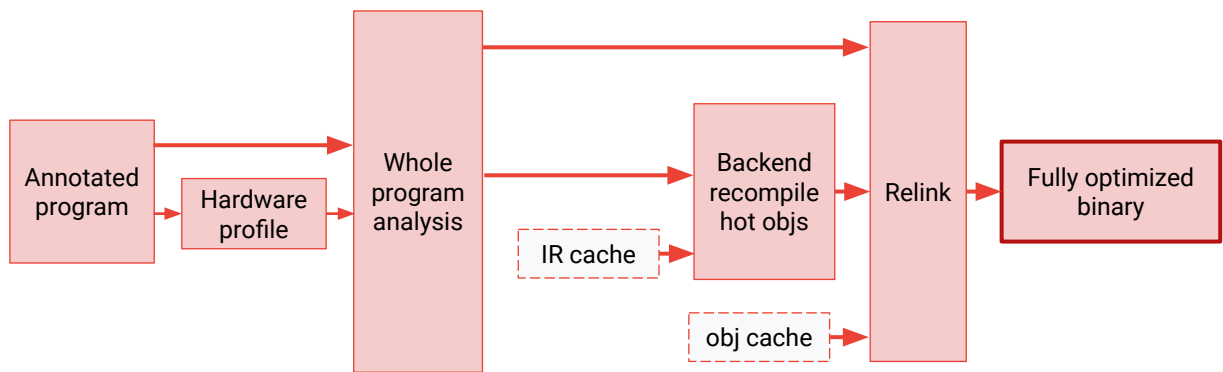 Annotated
program
Hardware
profile
Whole
program
analysis
IR cache
Backend
recompile
hot objs
obj cache
Relink
Fully optimized
binary